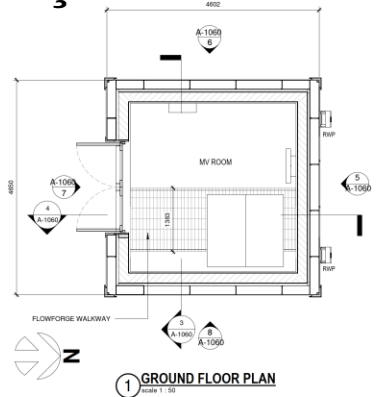 3
4602
A-1060
6
4650
MV ROOM
RWP
A-1060
7
5
A-1060
1383
4
A-1060
RWP
FLOWFORGE WALKWAY
3
A-1060
8
A-1060
N
1 GROUND FLOOR PLAN
scale 1 : 50